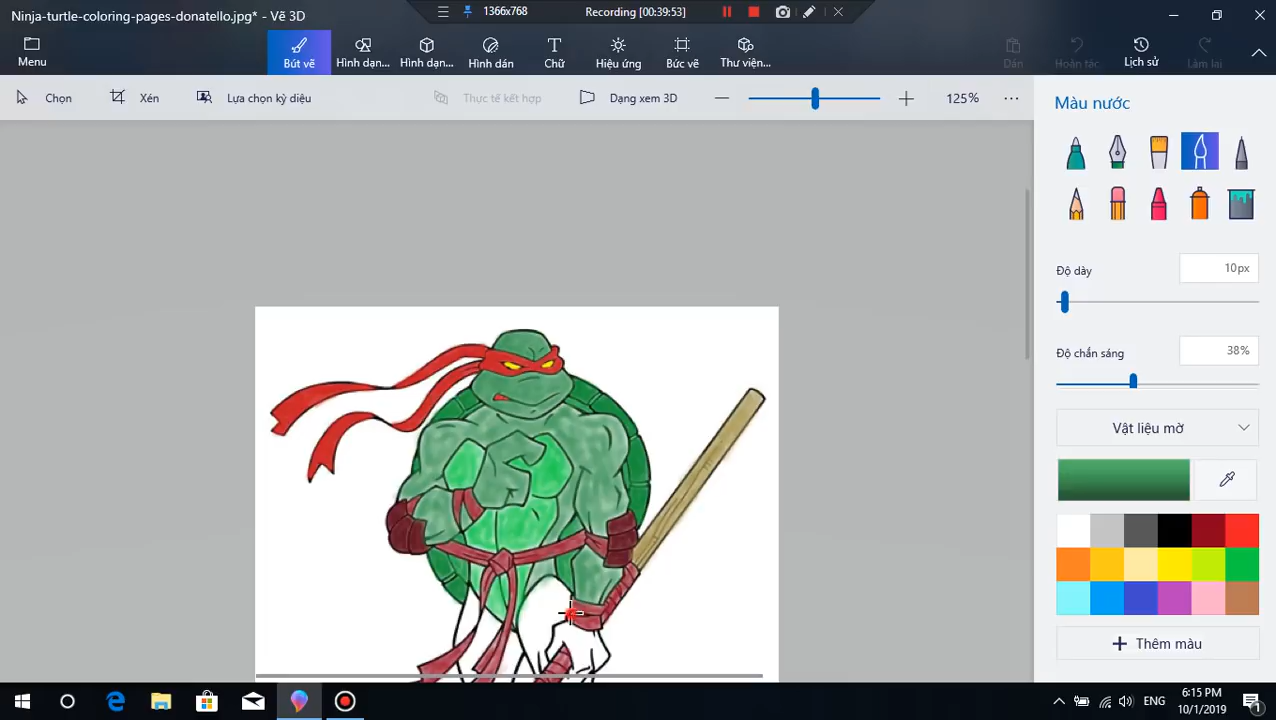 Ninja-turtle-coloring-pages-donatello.jpg* - Vẽ 3D
1366x768
Recording [00:39:53]
Menu
Bút vẽ
Hình dạn...
Hình dạn...
Hình dán
Chữ
Hiệu ứng
Bức vẽ
Thư viện...
Dán
Hoàn tác
Lịch sử
Làm lại
Chọn
Xén
Lựa chọn kỳ diệu
Thực tế kết hợp
Dạng xem 3D
125%
Màu nước
Độ dày
10px
Độ chắn sáng
38%
Vật liệu mờ
Thêm màu
ENG
6:15 PM
10/1/2019
1